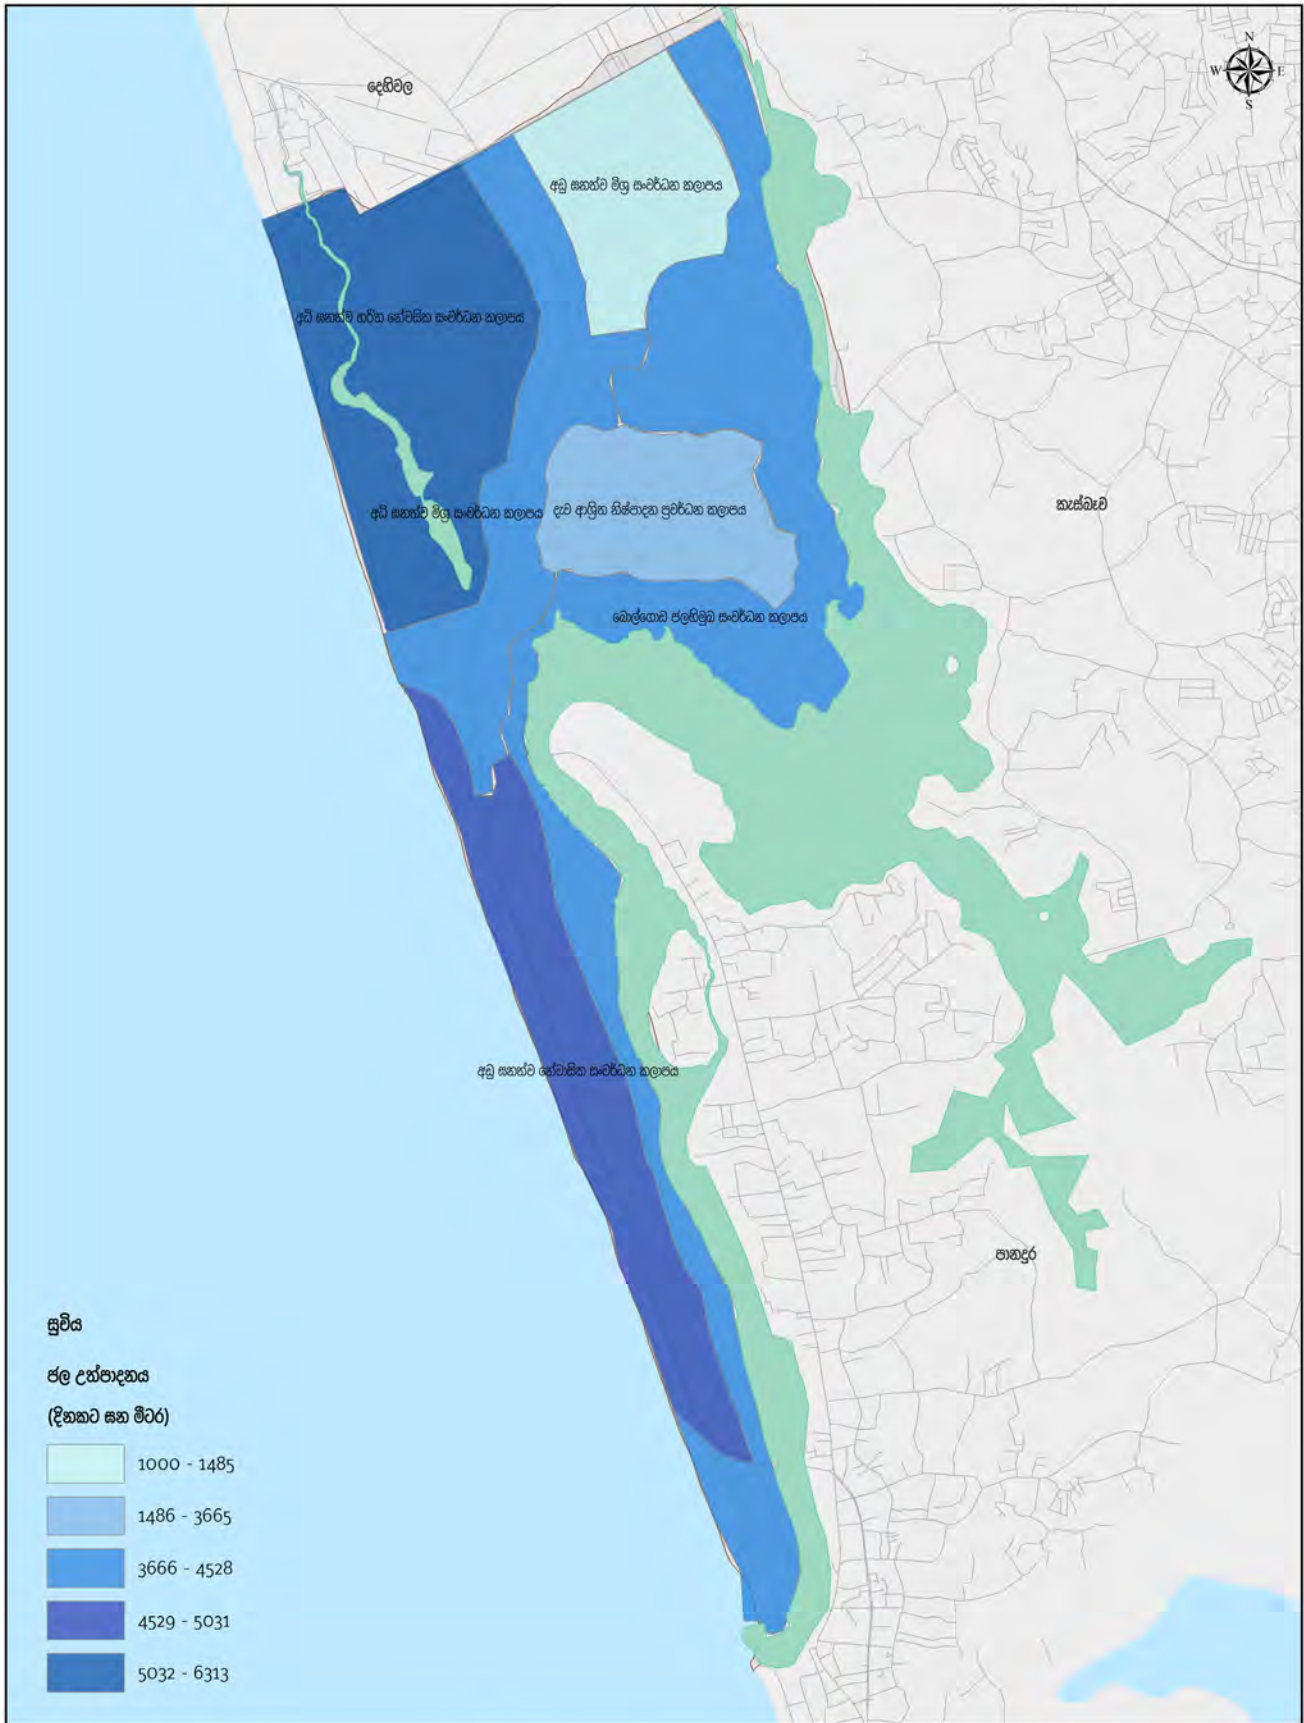 N
W E
S
දෙහිවල
අඩු ඝනත්ව මිශ්‍ර සංවර්ධන කලාපය
අධි ඝනත්ව හරිත නේවාසික සංවර්ධන කලාපය
කැස්බෑව
අධි ඝනත්ව මිශ්‍ර සංවර්ධන කලාපය
දැව ආශ්‍රිත නිෂ්පාදන ප්‍රවර්ධන කලාපය
බොල්ගොඩ ජලභිමුඛ සංවර්ධන කලාපය
අඩු ඝනත්ව නේවාසික සංවර්ධන කලාපය
පානදුර
සූචිය
ජල උත්පාදනය
(දිනකට ඝන මීටර)
1000 - 1485
1486 - 3665
3666 - 4528
4529 - 5031
5032 - 6313